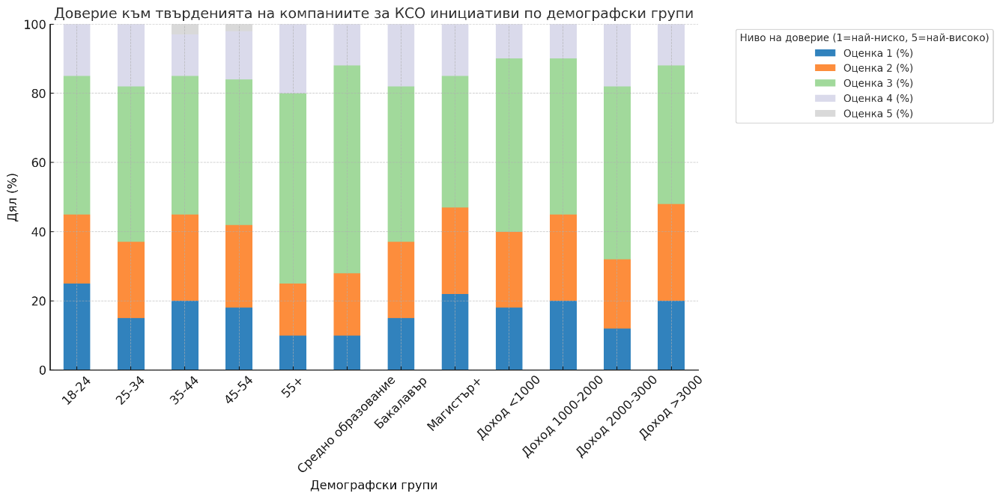 Доверие към твърденията на компаниите за КСО инициативи по демографски групи
Ниво на доверие (1=най-ниско, 5=най-високо)
Оценка 1 (%)
Оценка 2 (%)
Оценка 3 (%)
Оценка 4 (%)
Оценка 5 (%)
Дял (%)
100
80
60
40
20
0
18-24
25-34
35-44
45-54
55+
Средно образование
Бакалавър
Магистър+
Доход <1000
Доход 1000-2000
Доход 2000-3000
Доход >3000
Демографски групи